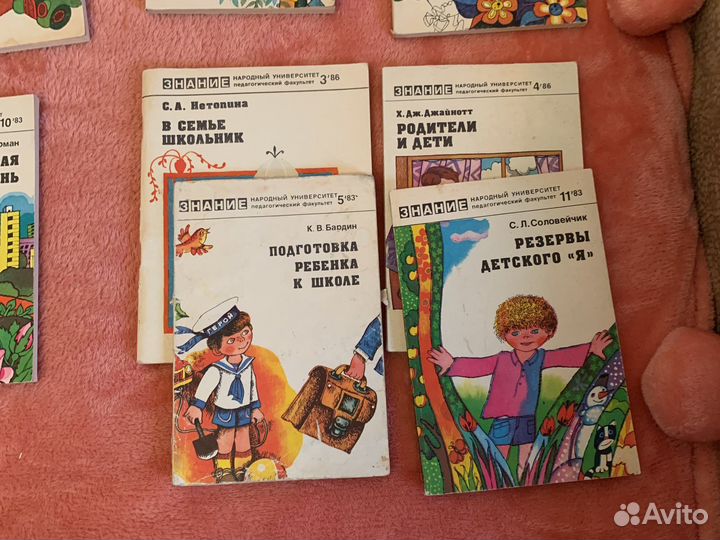 ЗНАНИЕ НАРОДНЫЙ УНИВЕРСИТЕТ
педагогический факультет 3'86
С.А. Нетопина
В СЕМЬЕ
ШКОЛЬНИК
ЗНАНИЕ НАРОДНЫЙ УНИВЕРСИТЕТ
педагогический факультет 4'86
Х.Дж.Джайнотт
РОДИТЕЛИ
И ДЕТИ
10'83
ЗНАНИЕ НАРОДНЫЙ УНИВЕРСИТЕТ
педагогический факультет 5'83
К.В.Бардин
ПОДГОТОВКА
РЕБЕНКА
К ШКОЛЕ
ГЕРОЙ
ЗНАНИЕ НАРОДНЫЙ УНИВЕРСИТЕТ
педагогический факультет 11'83
С.Л.Соловейчик
РЕЗЕРВЫ
ДЕТСКОГО «Я»
Avito